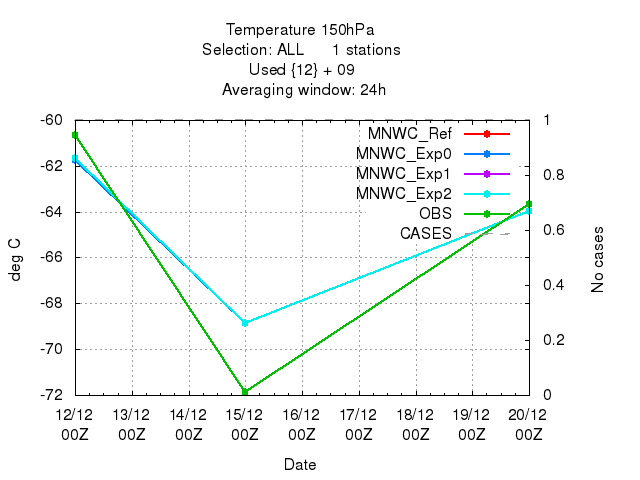 Temperature 150hPa
Selection: ALL 1 stations
Used {12} + 09
Averaging window: 24h
-60
-62
-64
-66
-68
-70
-72
deg C
1
0.8
0.6
0.4
0.2
0
No cases
MNWC_Ref
MNWC_Exp0
MNWC_Exp1
MNWC_Exp2
OBS
CASES
12/12 13/12 14/12 15/12 16/12 17/12 18/12 19/12 20/12
00Z 00Z 00Z 00Z 00Z 00Z 00Z 00Z 00Z
Date